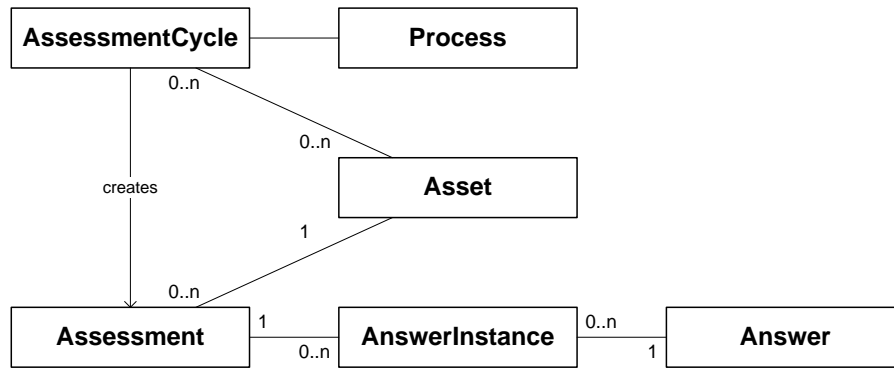 AssessmentCycle
Process
0..n
0..n
Asset
creates
1
0..n
Assessment
1
0..n
AnswerInstance
0..n
1
Answer